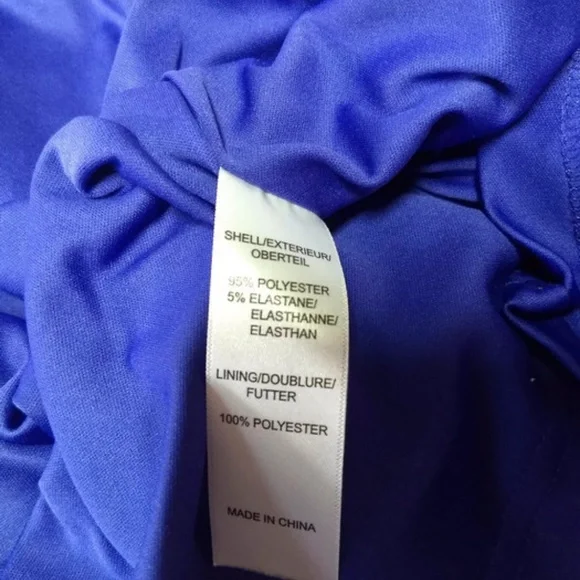 SHELL/EXTERIEUR/
OBERTEIL
95% POLYESTER
5% ELASTANE/
ELASTHANNE/
ELASTHAN
LINING/DOUBLURE/
FUTTER
100% POLYESTER
MADE IN CHINA